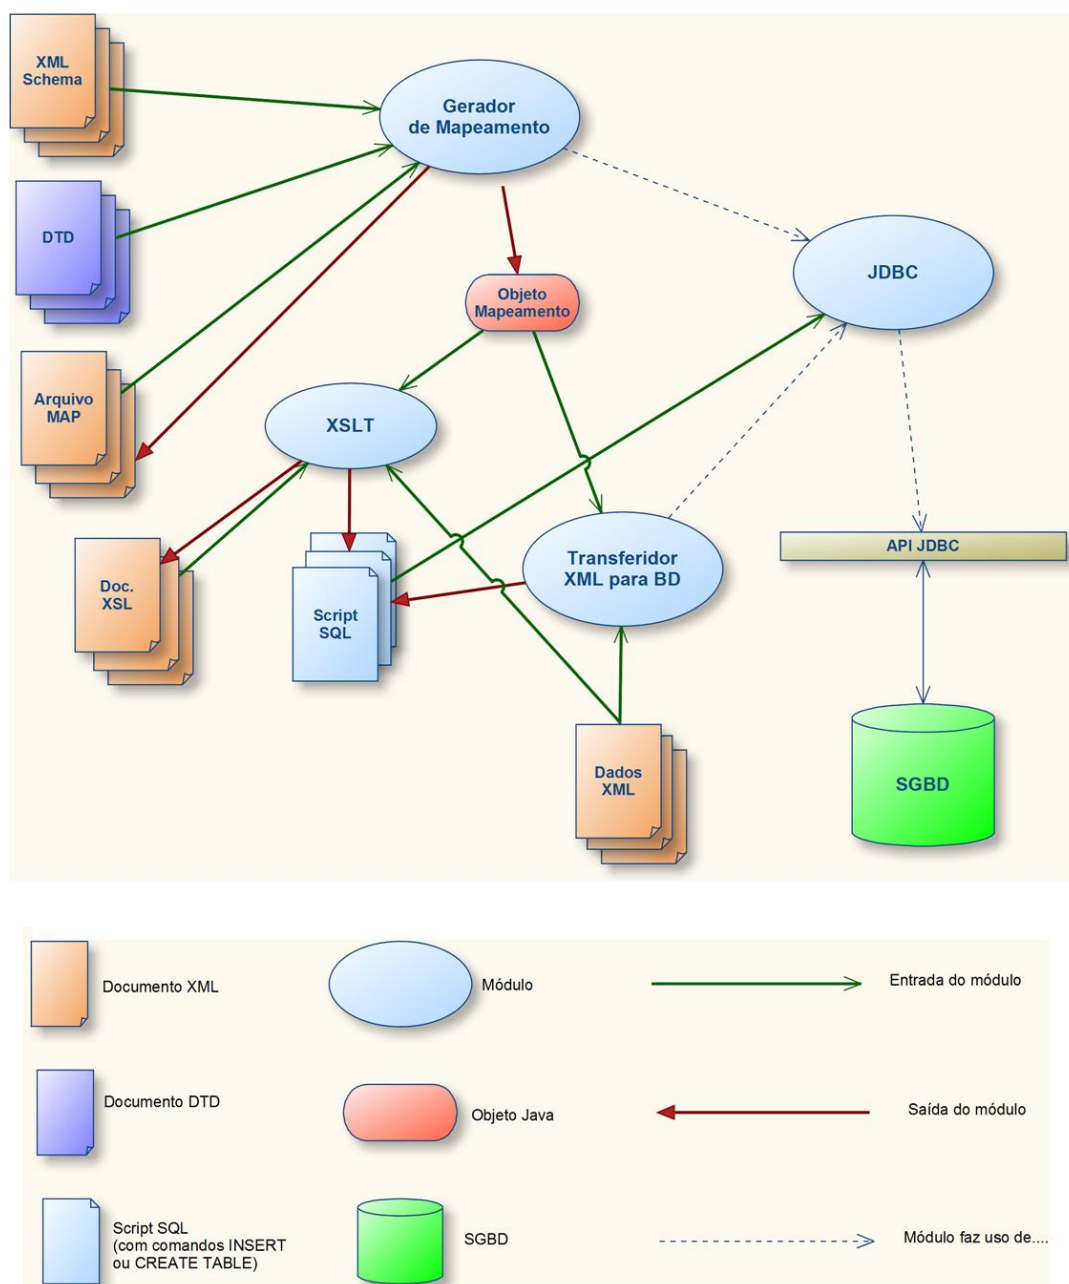 XML
Schema
Gerador
de Mapeamento
DTD
JDBC
Objeto
Mapeamento
Arquivo
MAP
XSLT
API JDBC
Transferidor
XML para BD
Doc.
XSL
Script
SQL
Dados
XML
SGBD
Documento XML
Módulo
Entrada do módulo
Documento DTD
Objeto Java
Saída do módulo
Script SQL
(com comandos INSERT
ou CREATE TABLE)
SGBD
Módulo faz uso de....